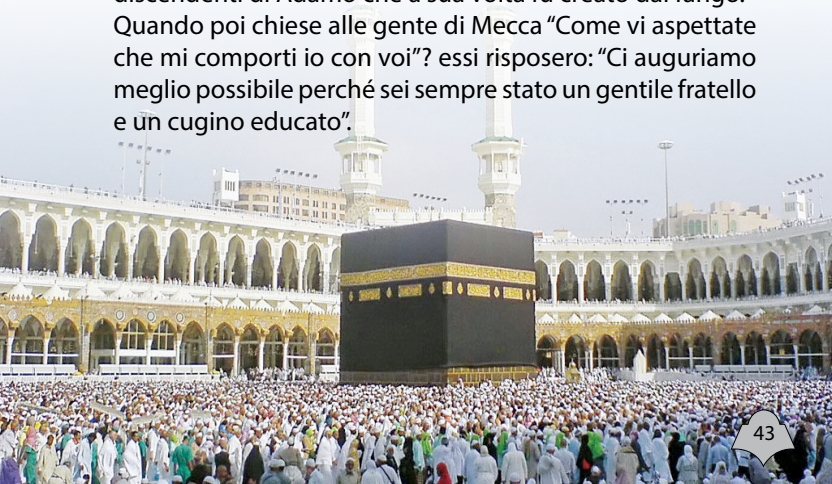 discendenti di Adamo che a sua volta fu creato dal fango.
Quando poi chiese alle gente di Mecca “Come vi aspettate
che mi comporti io con voi”? essi risposero: “Ci auguriamo
meglio possibile perché sei sempre stato un gentile fratello
e un cugino educato”.
43